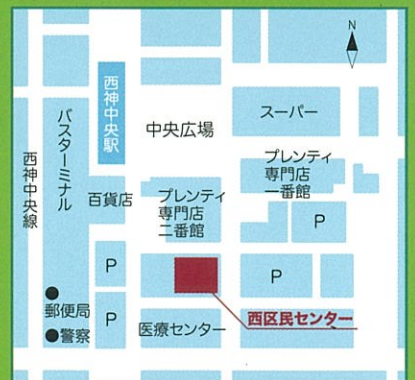 N
西神中央駅
スーパー
中央広場
バスターミナル
西神中央線
プレンティ
専門店
一番館
百貨店
プレンティ
専門店
二番館
P
P
P
P
郵便局
警察
医療センター
西区民センター